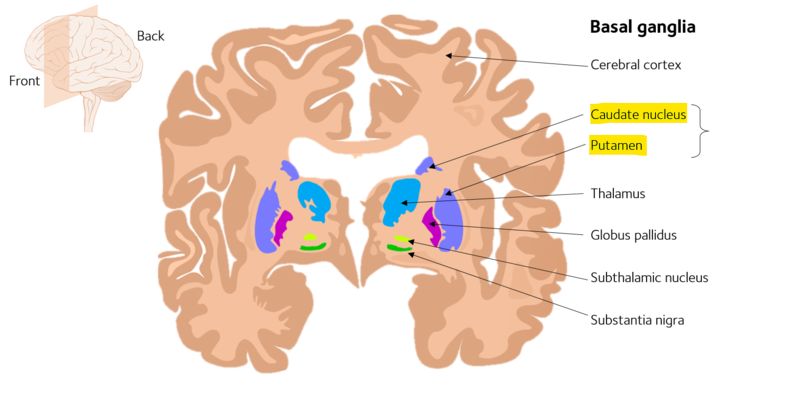 Basal ganglia
Back
Front
Cerebral cortex
Caudate nucleus
Putamen
Thalamus
Globus pallidus
Subthalamic nucleus
Substantia nigra